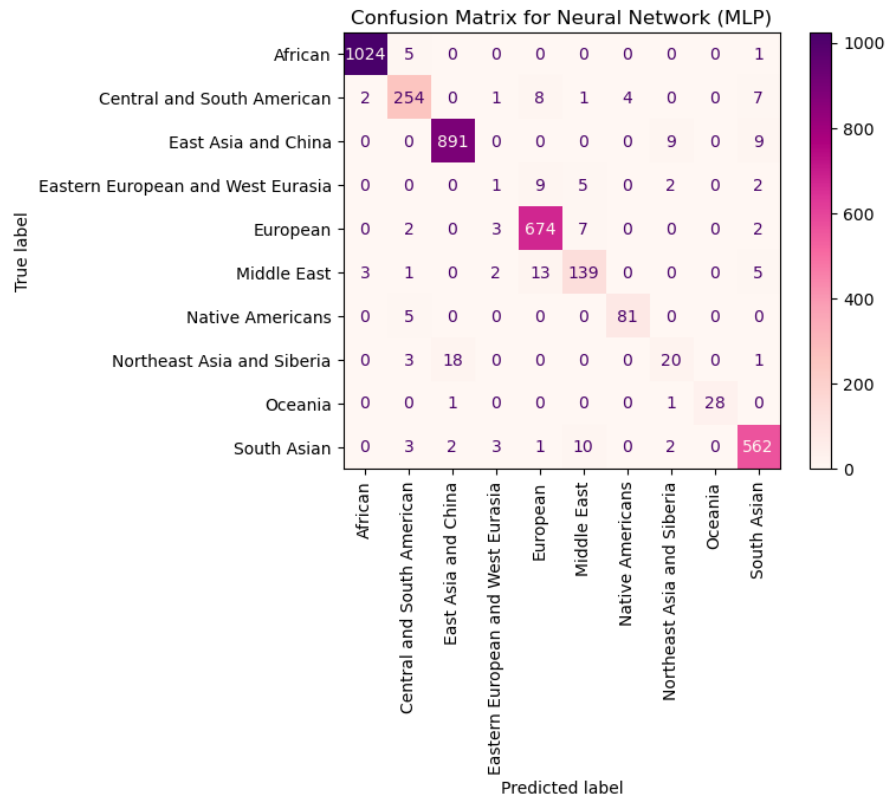 Confusion Matrix for Neural Network (MLP)
True label
African 1024 5 0 0 0 0 0 0 0 1
Central and South American 2 254 0 1 8 1 4 0 0 7
East Asia and China 0 0 891 0 0 0 0 9 0 9
Eastern European and West Eurasia 0 0 0 1 9 5 0 2 0 2
European 0 2 0 3 674 7 0 0 0 2
Middle East 3 1 0 2 13 139 0 0 0 5
Native Americans 0 5 0 0 0 0 81 0 0 0
Northeast Asia and Siberia 0 3 18 0 0 0 0 20 0 1
Oceania 0 0 1 0 0 0 0 1 28 0
South Asian 0 3 2 3 1 10 0 2 0 562
African
Central and South American
East Asia and China
Eastern European and West Eurasia
European
Middle East
Native Americans
Northeast Asia and Siberia
Oceania
South Asian
Predicted label
1000
800
600
400
200
0